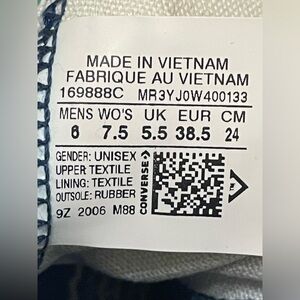 MADE IN VIETNAM
FABRIQUE AU VIETNAM
169888C MR3YJ0W400133
MENS WO'S UK EUR CM
6 7.5 5.5 38.5 24
GENDER: UNISEX
UPPER TEXTILE
LINING: TEXTILE
OUTSOLE: RUBBER
9Z 2006 M88
CONVERSE